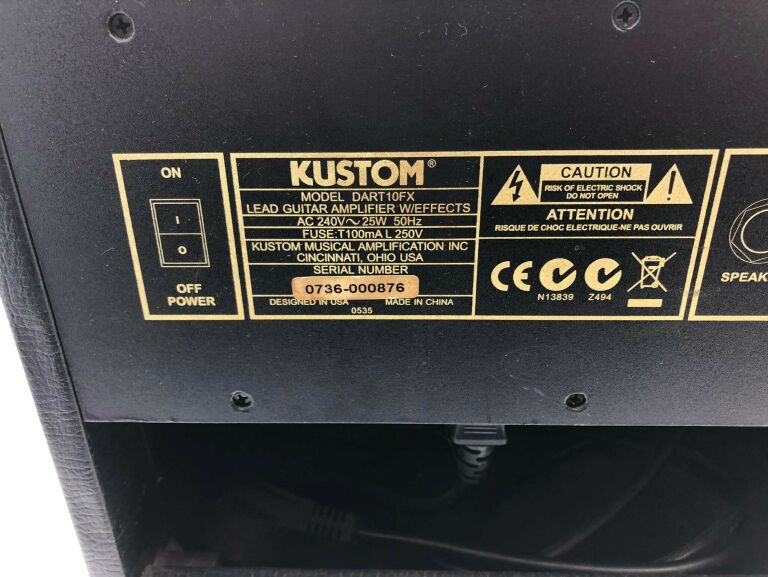 ON
I
O
OFF
POWER
KUSTOM®
MODEL DART10FX
LEAD GUITAR AMPLIFIER W/EFFECTS
AC 240V～25W 50Hz
FUSE:T100mA L 250V
KUSTOM MUSICAL AMPLIFICATION INC
CINCINNATI, OHIO USA
SERIAL NUMBER
0736-000876
DESIGNED IN USA MADE IN CHINA
0535
CAUTION
RISK OF ELECTRIC SHOCK
DO NOT OPEN
ATTENTION
RISQUE DE CHOC ELECTRIQUE-NE PAS OUVRIR
CE
N13839 Z494
SPEAK